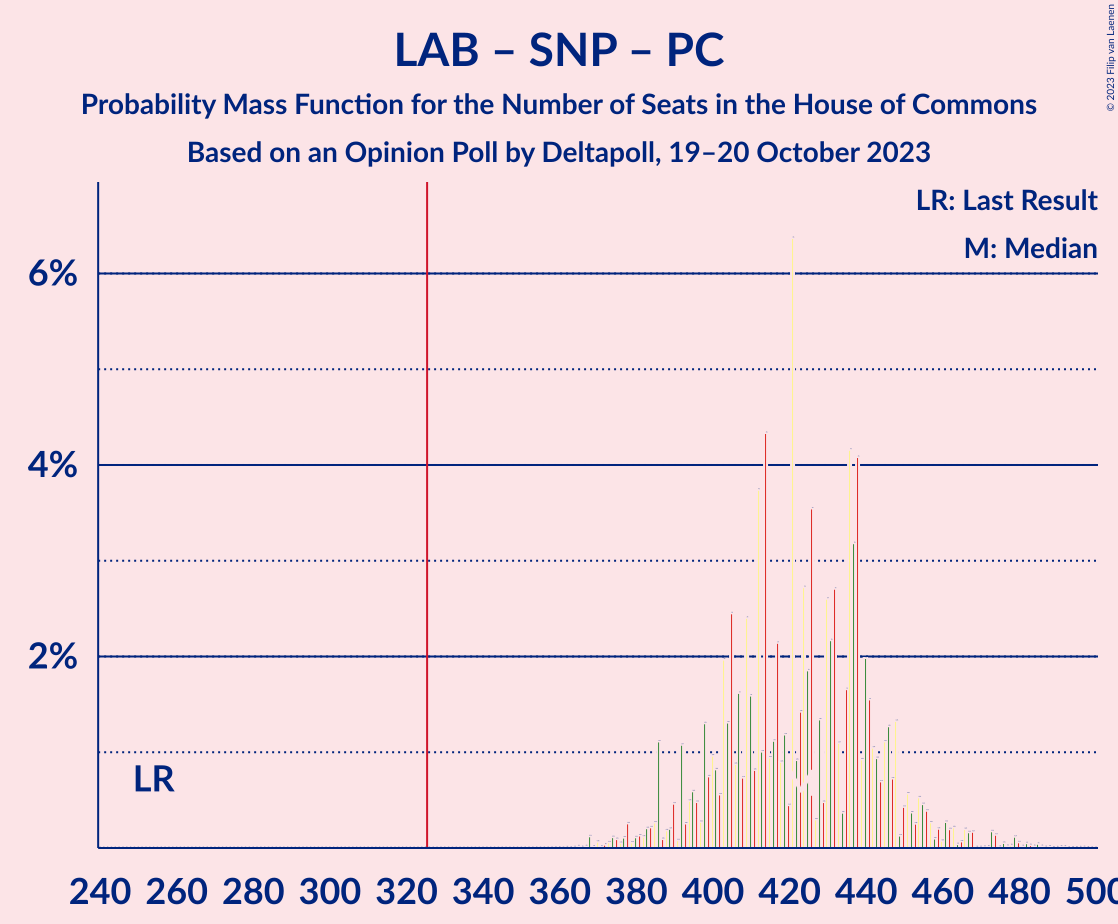 LAB – SNP – PC
Probability Mass Function for the Number of Seats in the House of Commons
Based on an Opinion Poll by Deltapoll, 19–20 October 2023
© 2023 Filip van Laenen
LR: Last Result
M: Median
6%
4%
2%
LR
240 260 280 300 320 340 360 380 400 420 440 460 480 500